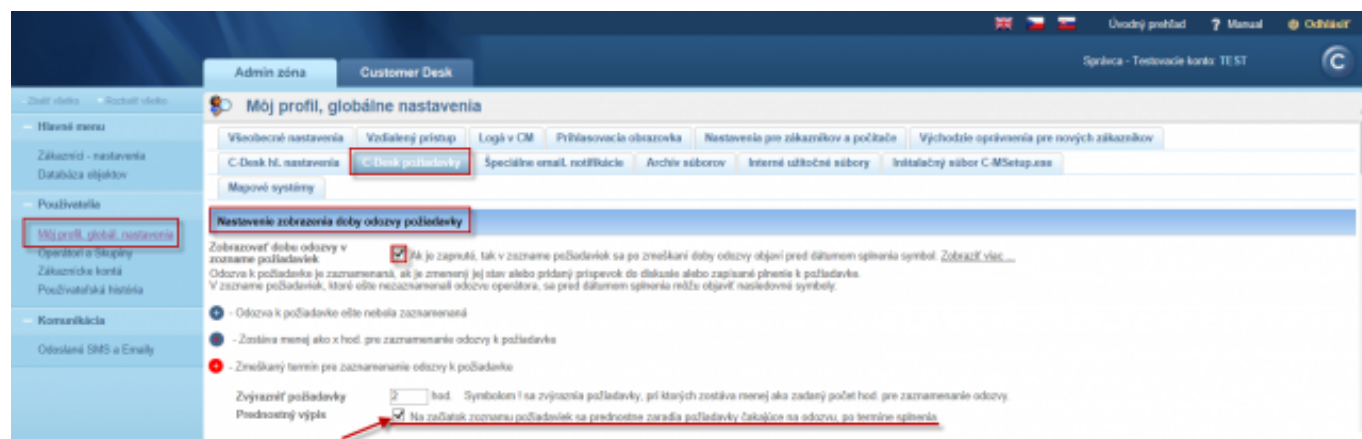 Úvodný prehľad ? Manual Odhlásiť
Správca - Testovacie konto: TEST
Admin zóna Customer Desk
Zbaliť všetko Rozbaliť všetko
Mój profil, globálne nastavenia
Hlavné menu
Zákazníci - nastavenia
Databáza objektov
Používatelia
Mój profil, globál. nastavenia
Operátori a Skupiny
Zákaznícke kontá
Používateľská história
Komunikácia
Odoslané SMS a Emaily
Všeobecné nastavenia Vzdialený prístup Logá v CM Prihlasovacia obrazovka Nastavenia pre zákazníkov a počítače Východzie oprávnenia pre nových zákazníkov
C-Desk hl. nastavenia C-Desk požiadavky Špeciálne email. notifikácie Archív súborov Interné užitočné súbory Inštalačný súbor C-MSetup.exe
Mapové systémy
Nastavenie zobrazenia doby odozvy požiadavky
Zobrazovať dobu odozvy v zozname požiadaviek Ak je zapnuté, tak v zozname požiadaviek sa po zmeškaní doby odozvy objaví pred dátumom splnenia symbol. Zobraziť viac ...
Odozva k požiadavke je zaznamenaná, ak je zmenený jej stav alebo pridaný príspevok do diskusie alebo zapísané plnenie k požiadavke.
V zozname požiadaviek, ktoré ešte nezaznamenali odozvu operátora, sa pred dátumom splnenia môžu objaviť nasledovné symboly:
- Odozva k požiadavke ešte nebola zaznamenaná
- Zostáva menej ako x hod. pre zaznamenanie odozvy k požiadavke
- Zmeškaný termín pre zaznamenanie odozvy k požiadavke
Zvýrazniť požiadavky 2 hod. Symbolom ! sa zvýraznia požiadavky, pri ktorých zostáva menej ako zadaný počet hod. pre zaznamenanie odozvy.
Prednostný výpis Na začiatok zoznamu požiadaviek sa prednostne zaradia požiadavky čakajúce na odozvu, po termíne splnenia.